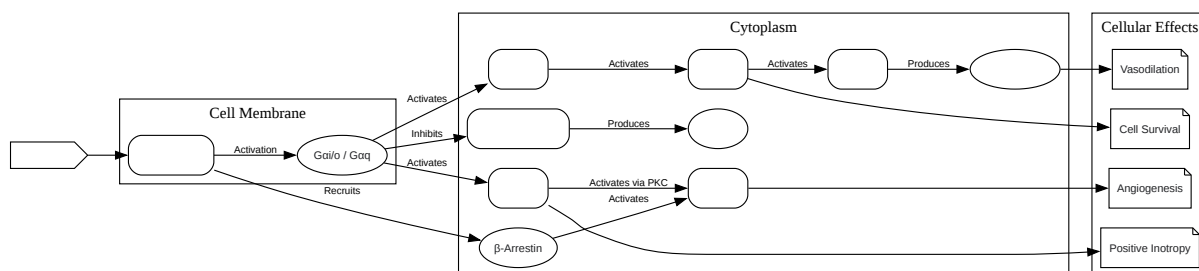 Cytoplasm
Cellular Effects
Activates
Activates
Produces
Vasodilation
Cell Membrane
Activates
Inhibits
Produces
Cell Survival
Activation
Gαi/o / Gαq
Activates
Recruits
Activates via PKC
Activates
Angiogenesis
β-Arrestin
Positive Inotropy